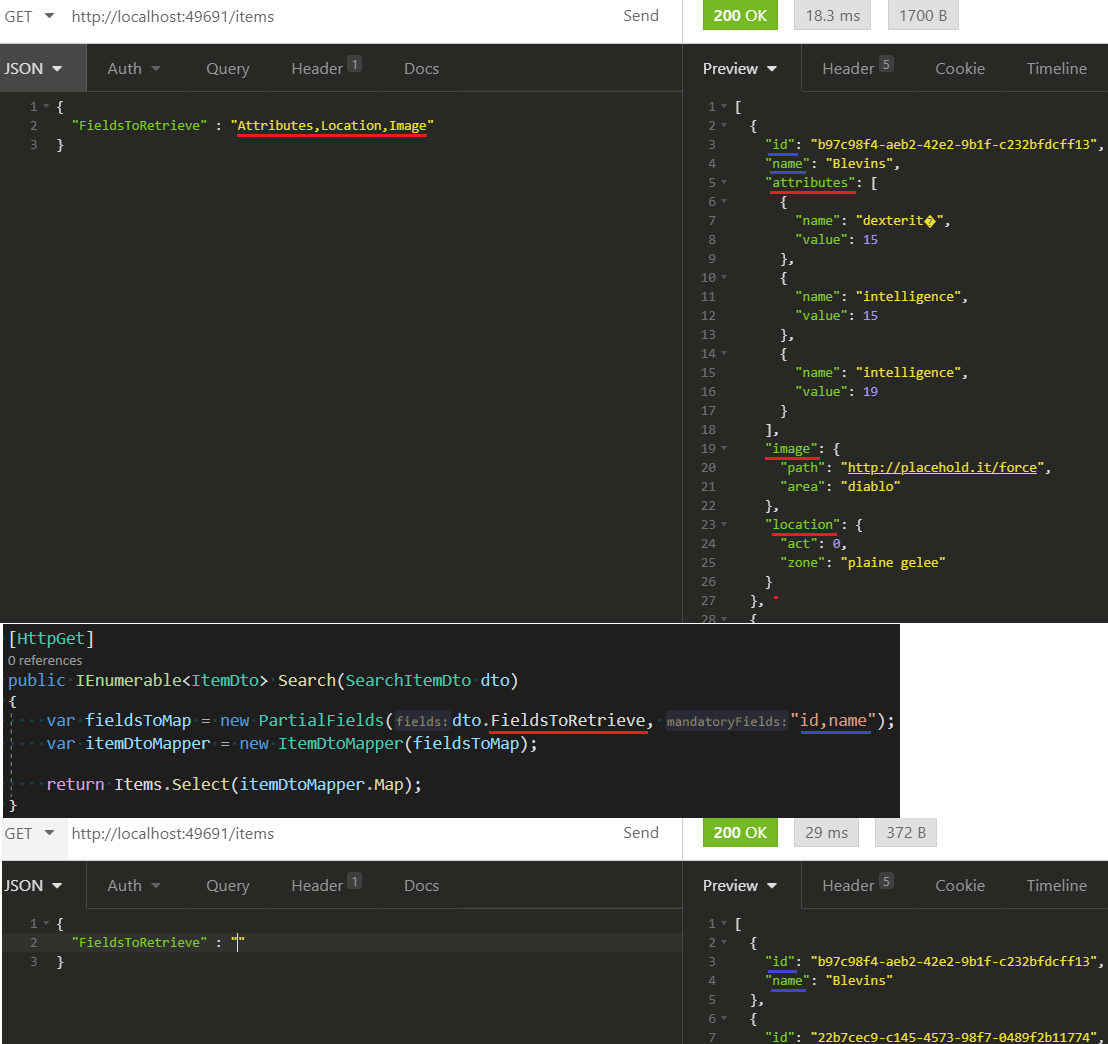 GET http://localhost:49691/items Send 200 OK 18.3 ms 1700 B
JSON Auth Query Header 1 Docs Preview Header 5 Cookie Timeline
1 {
2 "FieldsToRetrieve" : "Attributes,Location,Image"
3 }
1 [
2 {
3 "id": "b97c98f4-aeb2-42e2-9b1f-c232bfdcff13",
4 "name": "Blevins",
5 "attributes": [
6 {
7 "name": "dexterit�",
8 "value": 15
9 },
10 {
11 "name": "intelligence",
12 "value": 15
13 },
14 {
15 "name": "intelligence",
16 "value": 19
17 }
18 ],
19 "image": {
20 "path": "http://placehold.it/force",
21 "area": "diablo"
22 },
23 "location": {
24 "act": 0,
25 "zone": "plaine gelee"
26 }
27 },
28 {
[HttpGet]
0 references
public IEnumerable<ItemDto> Search(SearchItemDto dto)
{
var fieldsToMap = new PartialFields(fields: dto.FieldsToRetrieve, mandatoryFields: "id,name");
var itemDtoMapper = new ItemDtoMapper(fieldsToMap);
return Items.Select(itemDtoMapper.Map);
}
GET http://localhost:49691/items Send 200 OK 29 ms 372 B
JSON Auth Query Header 1 Docs Preview Header 5 Cookie Timeline
1 {
2 "FieldsToRetrieve" : ""
3 }
1 [
2 {
3 "id": "b97c98f4-aeb2-42e2-9b1f-c232bfdcff13",
4 "name": "Blevins"
5 },
6 {
7 "id": "22b7cec9-c145-4573-98f7-0489f2b11774",